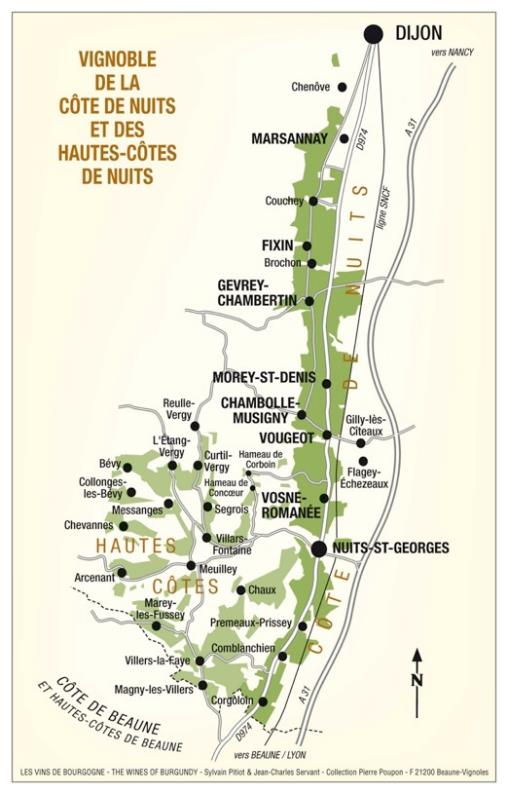 VIGNOBLE
DE LA
CÔTE DE NUITS
ET DES
HAUTES-CÔTES
DE NUITS
DIJON
vers NANCY
Chenôve
A 31
MARSANNAY
D974
Couchey
ligne SNCF
FIXIN
Brochon
GEVREY-
CHAMBERTIN
MOREY-ST-DENIS
CHAMBOLLE-
MUSIGNY
Reulle-
Vergy
Gilly-lès-
Cîteaux
VOUGEOT
L'Étang-
Vergy
Curtil-
Vergy
Hameau de
Corboin
Bévy
Flagey-
Échezeaux
Collonges-
les-Bévy
Hameau de
Concœur
VOSNE-
ROMANÉE
Messanges
Segrois
Chevannes
HAUTES
CÔTES
Villars-
Fontaine
NUITS-ST-GEORGES
Arcenant
Meuilley
Chaux
Marey-
les-Fussey
Premeaux-Prissey
CÔTE DE NUITS
Comblanchien
Villers-la-Faye
Magny-les-Villers
Corgoloin
CÔTE DE BEAUNE
ET HAUTES-CÔTES DE BEAUNE
A 31
N
D974
vers BEAUNE / LYON
LES VINS DE BOURGOGNE - THE WINES OF BURGUNDY - Sylvain Pitiot & Jean-Charles Servant - Collection Pierre Poupon - F 21200 Beaune-Vignoles